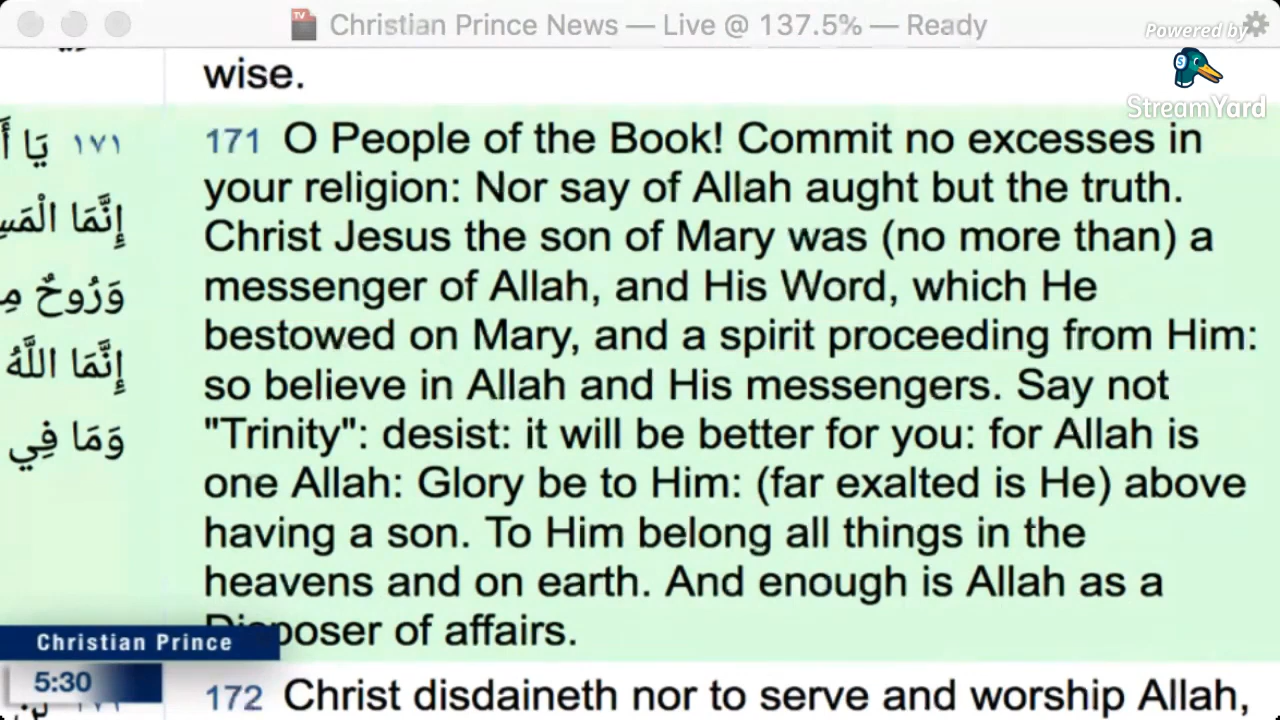 Christian Prince News — Live @ 137.5% — Ready
Powered by
StreamYard
wise.
١٧١ يَا أَ
إِنَّمَا الْمَسِ
وَرُوحٌ مِ
إِنَّمَا اللَّهُ
وَمَا فِي
171 O People of the Book! Commit no excesses in
your religion: Nor say of Allah aught but the truth.
Christ Jesus the son of Mary was (no more than) a
messenger of Allah, and His Word, which He
bestowed on Mary, and a spirit proceeding from Him:
so believe in Allah and His messengers. Say not
"Trinity": desist: it will be better for you: for Allah is
one Allah: Glory be to Him: (far exalted is He) above
having a son. To Him belong all things in the
heavens and on earth. And enough is Allah as a
Disposer of affairs.
Christian Prince
5:30
172 Christ disdaineth nor to serve and worship Allah,